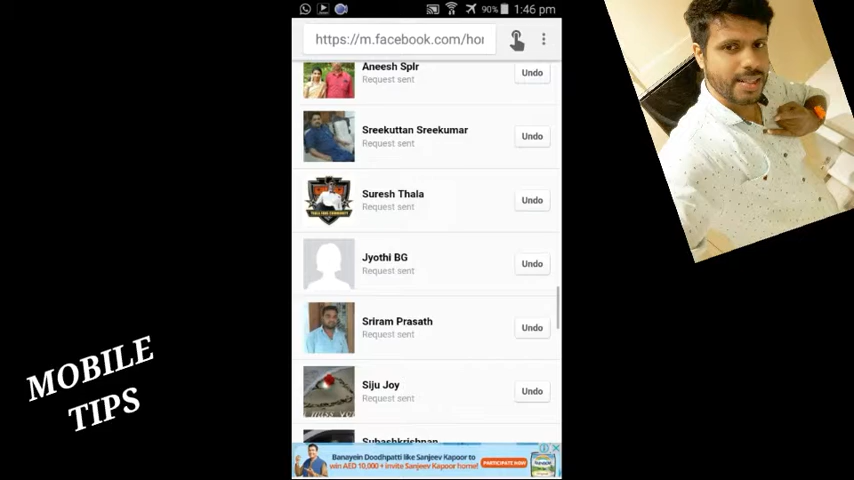 90% 1:46 pm
https://m.facebook.com/hor
Aneesh Splr
Request sent
Undo
Sreekuttan Sreekumar
Request sent
Undo
Suresh Thala
Request sent
Undo
Jyothi BG
Request sent
Undo
Sriram Prasath
Request sent
Undo
Siju Joy
Request sent
Undo
Subashkrishnan
Banayein Doodhpatti like Sanjeev Kapoor to
win AED 10,000 + invite Sanjeev Kapoor home!
PARTICIPATE NOW
MOBILE
TIPS